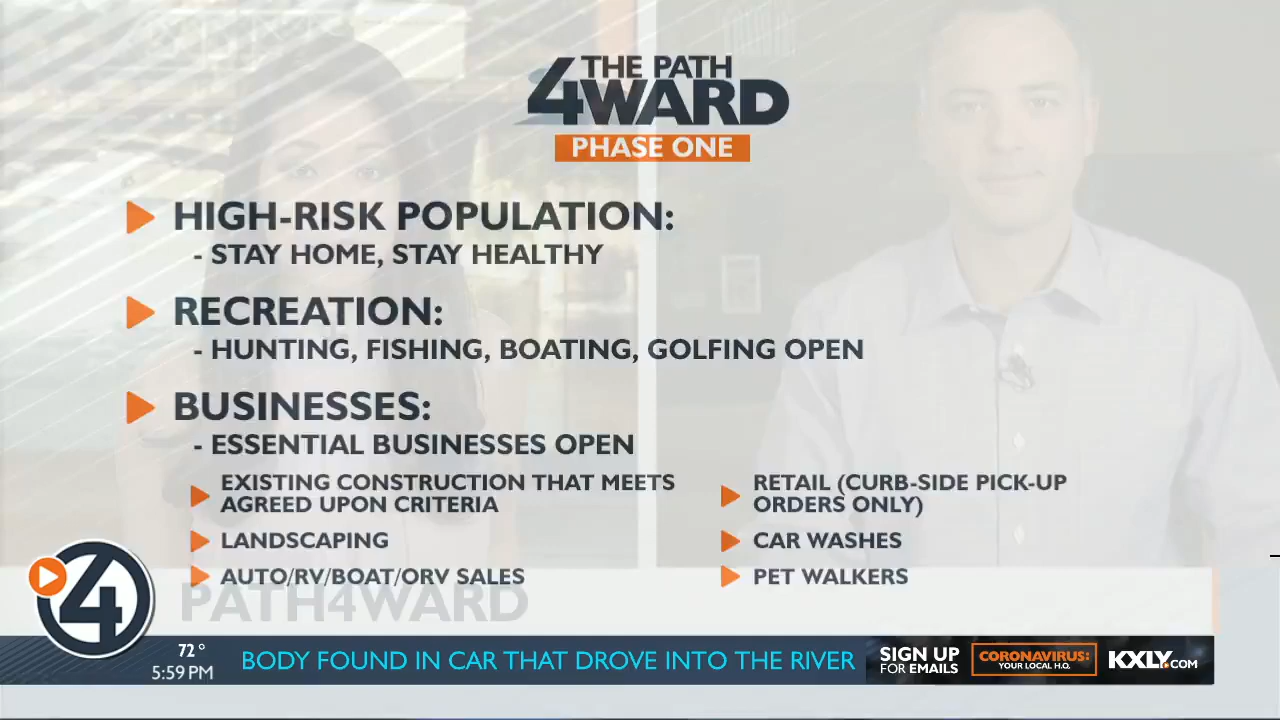 THE PATH
4WARD
PHASE ONE
HIGH-RISK POPULATION:
- STAY HOME, STAY HEALTHY
RECREATION:
- HUNTING, FISHING, BOATING, GOLFING OPEN
BUSINESSES:
- ESSENTIAL BUSINESSES OPEN
EXISTING CONSTRUCTION THAT MEETS
AGREED UPON CRITERIA
LANDSCAPING
AUTO/RV/BOAT/ORV SALES
RETAIL (CURB-SIDE PICK-UP
ORDERS ONLY)
CAR WASHES
PET WALKERS
PATH4WARD
4
72°
5:59 PM
BODY FOUND IN CAR THAT DROVE INTO THE RIVER
SIGN UP
FOR EMAILS
CORONAVIRUS:
YOUR LOCAL H.Q.
KXLY.COM